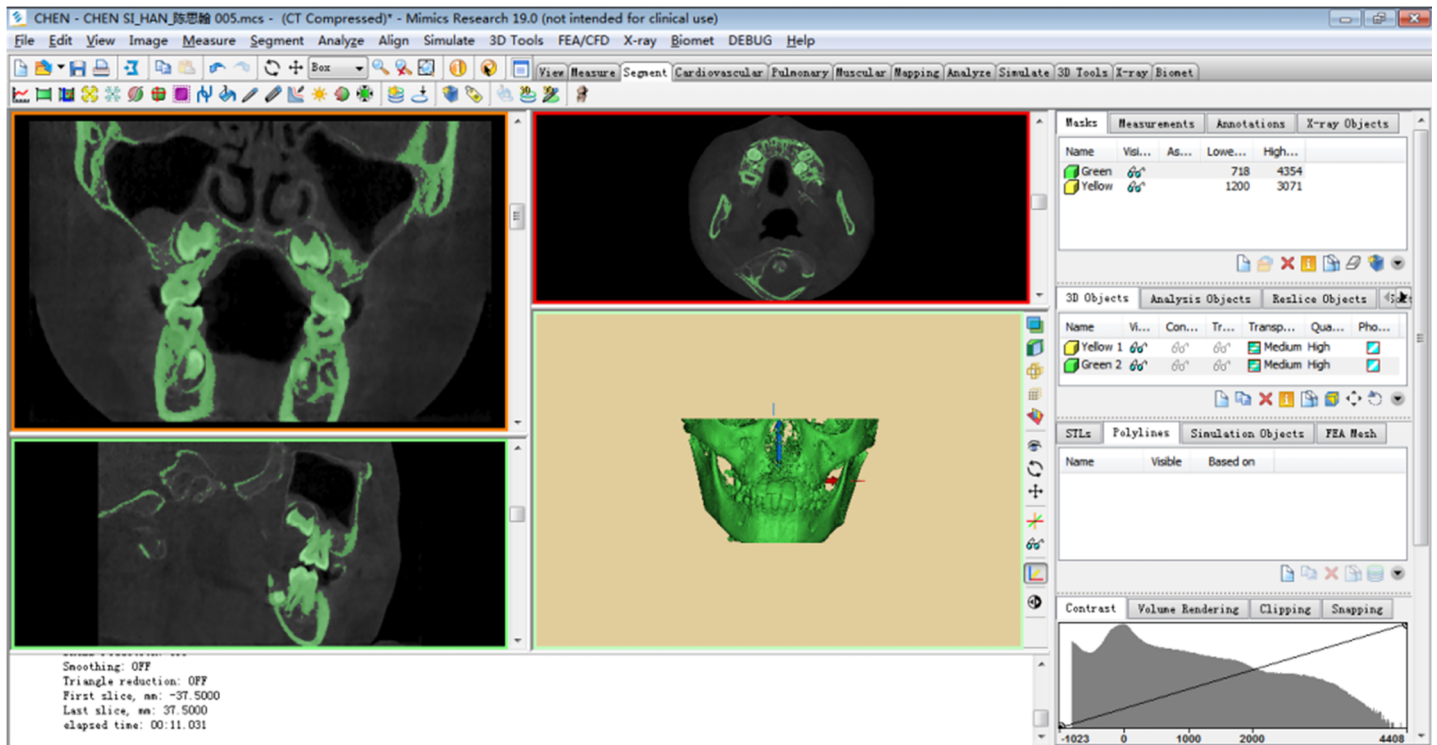 CHEN - CHEN SI_HAN_陈思翰 005.mcs - (CT Compressed)* - Mimics Research 19.0 (not intended for clinical use)
File Edit View Image Measure Segment Analyze Align Simulate 3D Tools FEA/CFD X-ray Biomet DEBUG Help
Box View Measure Segment Cardiovascular Pulmonary Muscular Mapping Analyze Simulate 3D Tools X-ray Biomet
Masks Measurements Annotations X-ray Objects
Name Visi... As... Lowe... High...
Green 718 4354
Yellow 1200 3071
3D Objects Analysis Objects Reslice Objects
Name Vi... Con... Tr... Transp... Qua... Pho...
Yellow 1 Medium High
Green 2 Medium High
STLs Polylines Simulation Objects FEA Mesh
Name Visible Based on
Contrast Volume Rendering Clipping Snapping
-1023 0 1000 2000 4408
Smoothing: OFF
Triangle reduction: OFF
First slice, mm: -37.5000
Last slice, mm: 37.5000
elapsed time: 00:11.031